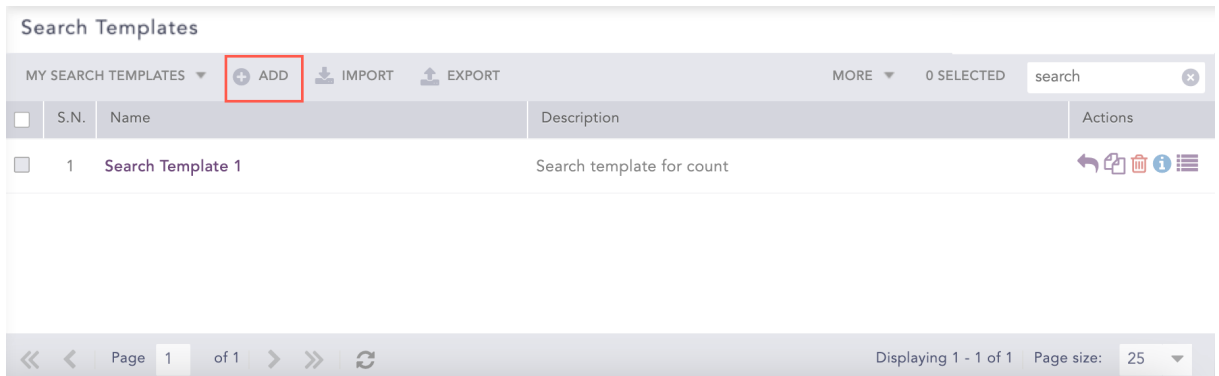 Search Templates
MY SEARCH TEMPLATES ADD IMPORT EXPORT MORE 0 SELECTED search
S.N. Name Description Actions
1 Search Template 1 Search template for count
Page 1 of 1 Displaying 1 - 1 of 1 Page size: 25